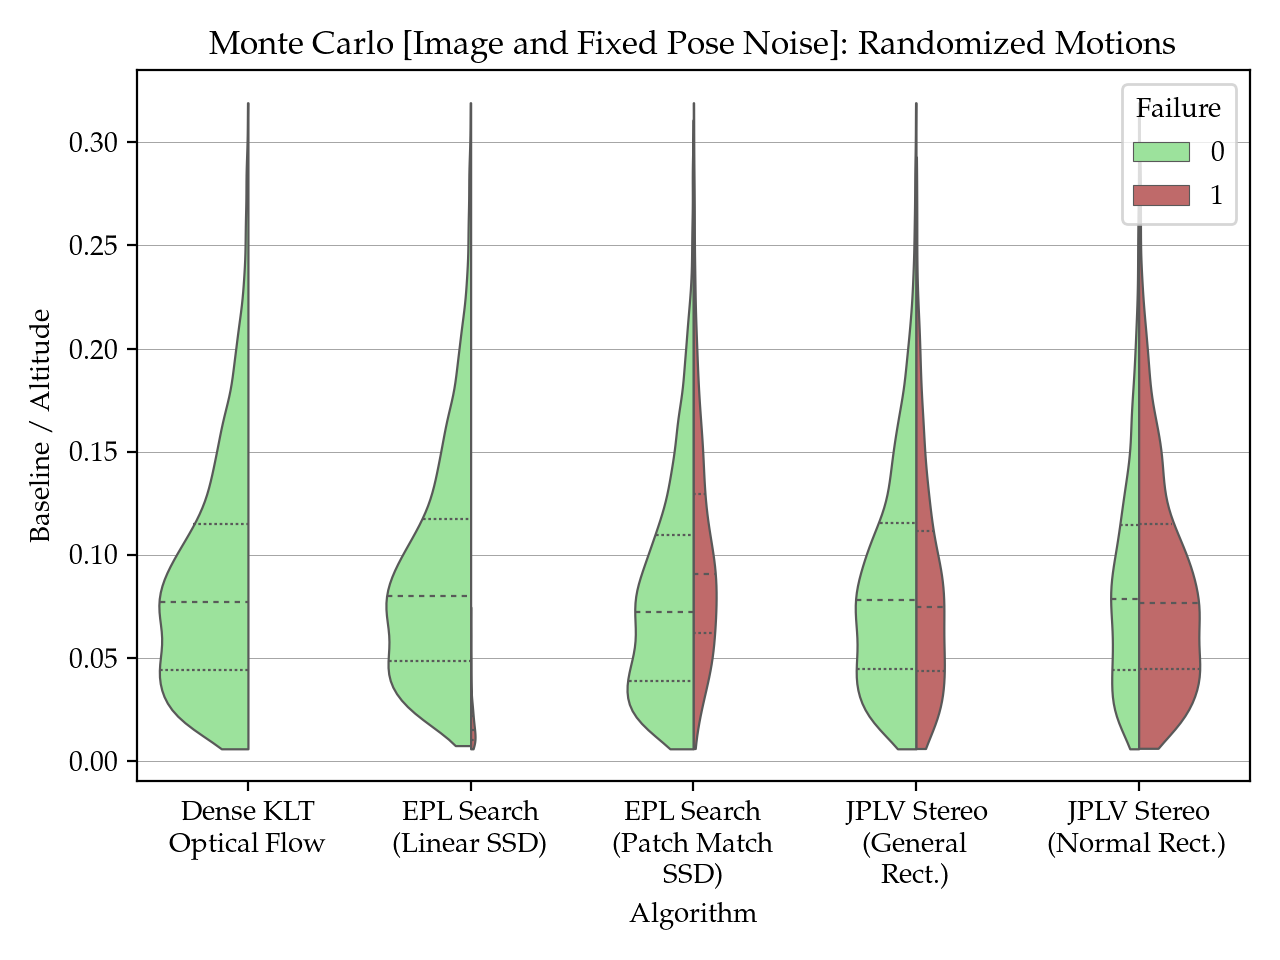 Monte Carlo [Image and Fixed Pose Noise]: Randomized Motions
Failure
0
1
0.30
0.25
0.20
0.15
0.10
0.05
0.00
Baseline / Altitude
Dense KLT
Optical Flow
EPL Search
(Linear SSD)
EPL Search
(Patch Match
SSD)
JPLV Stereo
(General
Rect.)
JPLV Stereo
(Normal Rect.)
Algorithm